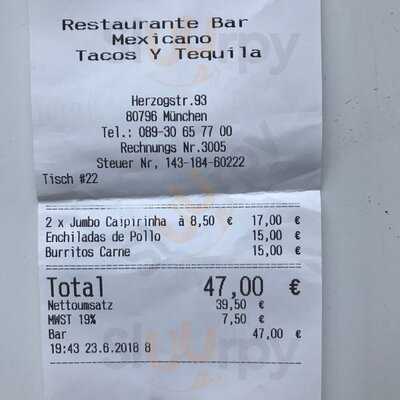 Restaurante Bar
Mexicano
Tacos Y Tequila
Herzogstr.93
80796 München
Tel.: 089-30 65 77 00
Rechnungs Nr.3005
Steuer Nr, 143-184-60222
Tisch #22
2 x Jumbo Caipirinha à 8,50 € 17,00 €
Enchiladas de Pollo 15,00 €
Burritos Carne 15,00 €
Total 47,00 €
Nettoumsatz 39,50 €
MWST 19% 7,50 €
Bar 47,00 €
19:43 23.6.2018 8